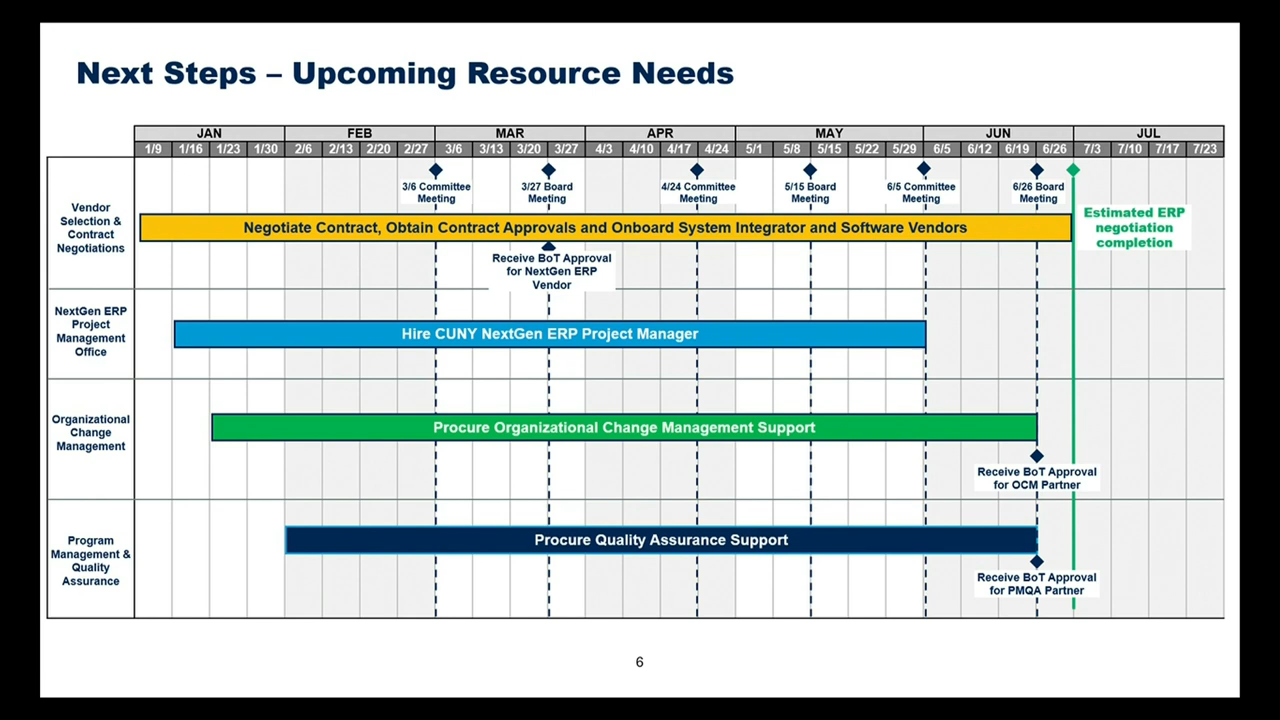 Next Steps – Upcoming Resource Needs
JAN FEB MAR APR MAY JUN JUL
1/9 1/16 1/23 1/30 2/6 2/13 2/20 2/27 3/6 3/13 3/20 3/27 4/3 4/10 4/17 4/24 5/1 5/8 5/15 5/22 5/29 6/5 6/12 6/19 6/26 7/3 7/10 7/17 7/23
Vendor
Selection &
Contract
Negotiations
3/6 Committee
Meeting
3/27 Board
Meeting
4/24 Committee
Meeting
5/15 Board
Meeting
6/5 Committee
Meeting
6/26 Board
Meeting
Negotiate Contract, Obtain Contract Approvals and Onboard System Integrator and Software Vendors
Estimated ERP
negotiation
completion
Receive BoT Approval
for NextGen ERP
Vendor
NextGen ERP
Project
Management
Office
Hire CUNY NextGen ERP Project Manager
Organizational
Change
Management
Procure Organizational Change Management Support
Receive BoT Approval
for OCM Partner
Program
Management &
Quality
Assurance
Procure Quality Assurance Support
Receive BoT Approval
for PMQA Partner
6